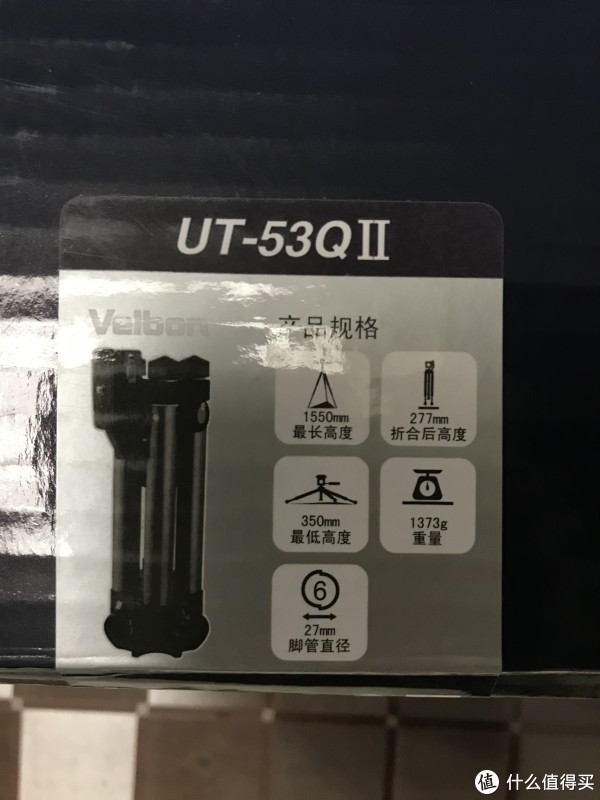 UT-53QⅡ
Velbon
产品规格
1550mm
最长高度
277mm
折合后高度
350mm
最低高度
1373g
重量
6
27mm
脚管直径
值 什么值得买